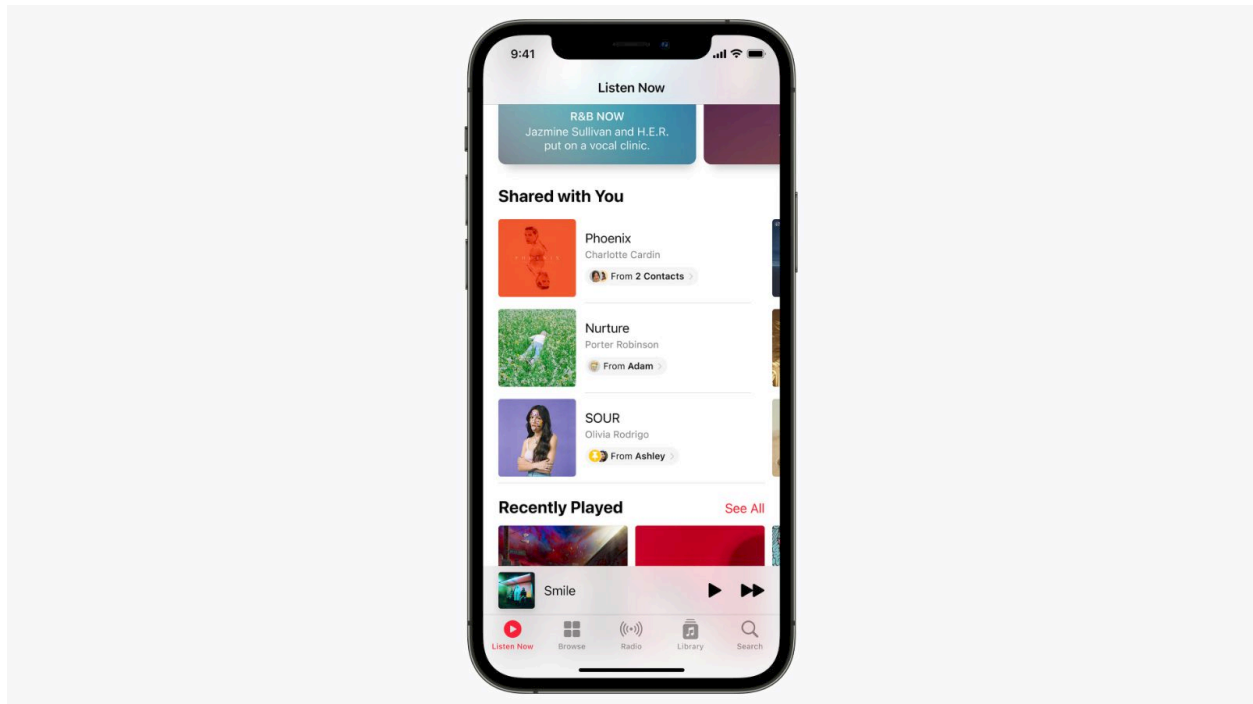 9:41
Listen Now
R&B NOW
Jazmine Sullivan and H.E.R.
put on a vocal clinic.
Shared with You
PHOENIX
Phoenix
Charlotte Cardin
From 2 Contacts
Nurture
Porter Robinson
From Adam
SOUR
Olivia Rodrigo
From Ashley
Recently Played
See All
Smile
Listen Now
Browse
Radio
Library
Search